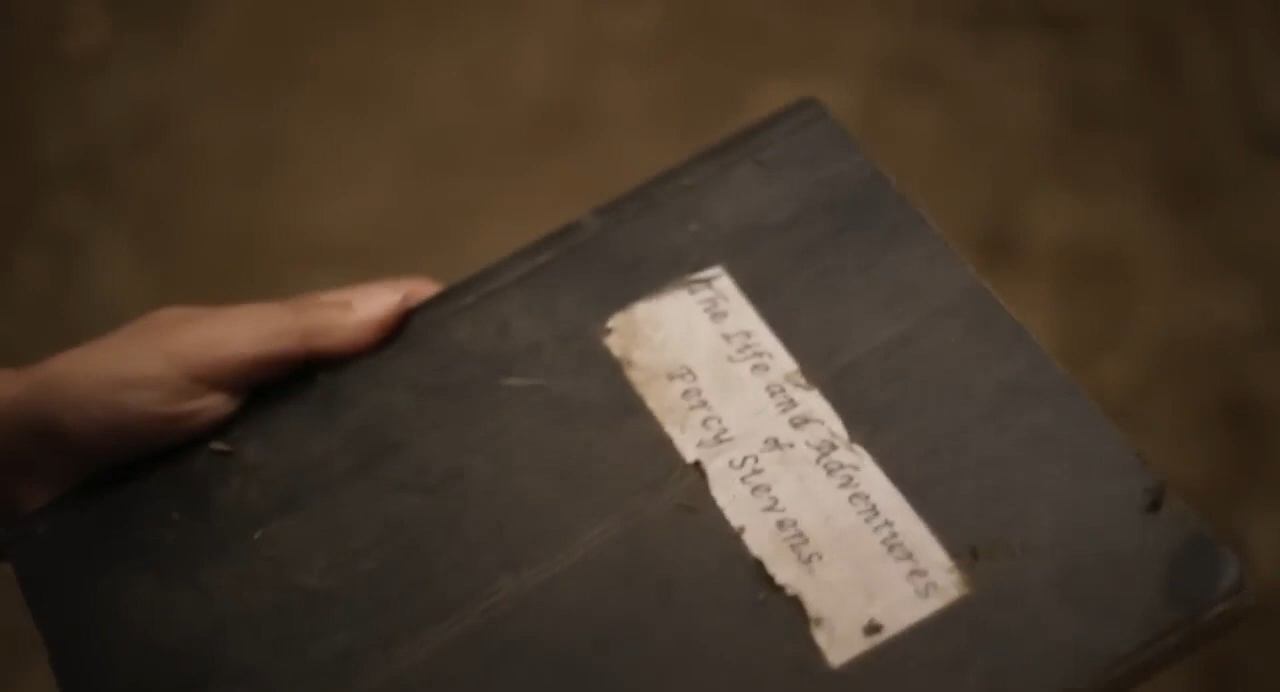 The Life and Adventures
of
Percy Stevens.